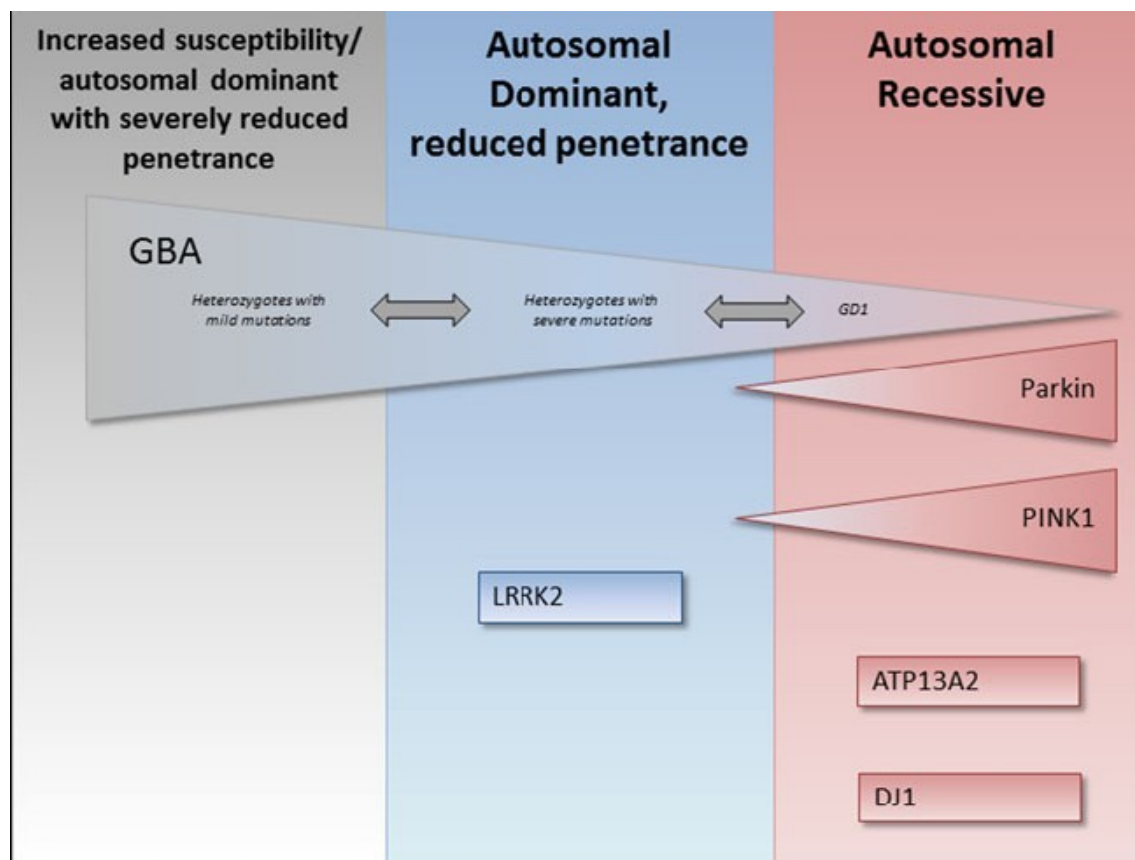 Increased susceptibility/
autosomal dominant
with severely reduced
penetrance
Autosomal
Dominant,
reduced penetrance
Autosomal
Recessive
GBA
Heterozygotes with
mild mutations
Heterozygotes with
severe mutations
GD1
Parkin
PINK1
LRRK2
ATP13A2
DJ1